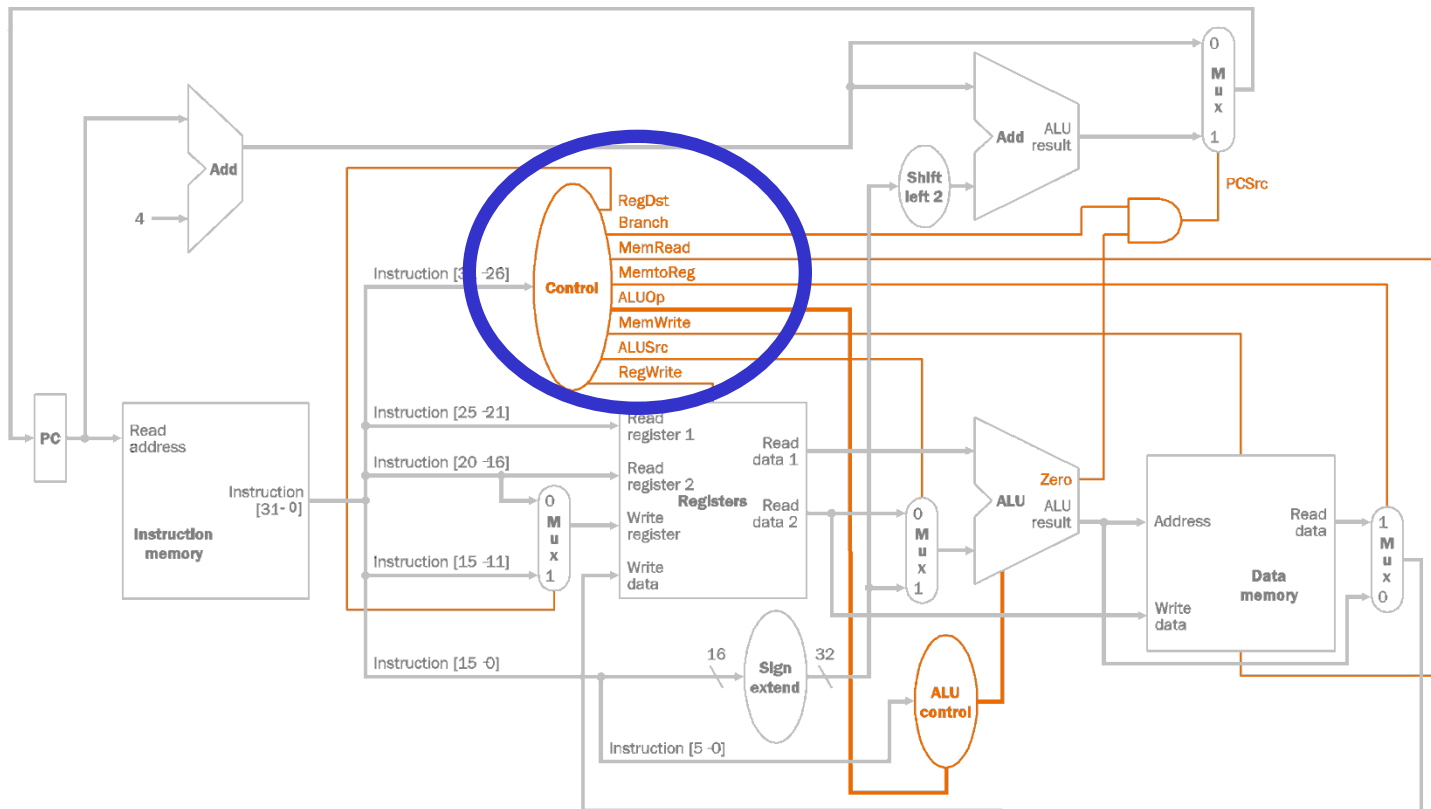 0
M
u
x
1
Add
ALU
result
Add
4
Shift
left 2
PCSrc
RegDst
Branch
MemRead
MemtoReg
ALUOp
MemWrite
ALUSrc
RegWrite
Control
Instruction [3 -26]
Instruction [25 -21]
Instruction [20 -16]
Instruction [15 -11]
Instruction [15 -0]
Instruction [5 -0]
PC
Read
address
Instruction
[31- 0]
Instruction
memory
0
M
u
x
1
Read
register 1
Read
register 2
Write
register
Write
data
Registers
Read
data 1
Read
data 2
0
M
u
x
1
Zero
ALU
ALU
result
Address
Write
data
Read
data
Data
memory
1
M
u
x
0
16
Sign
extend
32
ALU
control